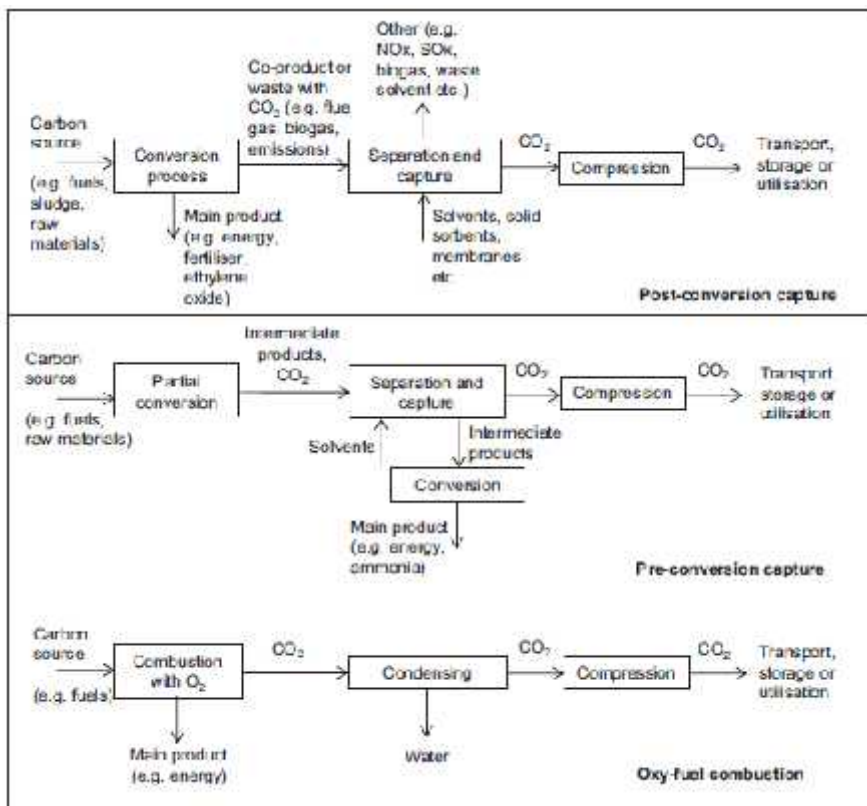 Other (e.g.
NOx, SOx,
biogas, waste
solvent etc.)
Co-product or
waste with
CO2 (e.g. flue
gas, biogas,
emissions)
Carbon
source
(e.g. fuels,
sludge,
raw
materials)
Conversion
process
Separation and
capture
CO2
Compression
CO2
Transport,
storage or
utilisation
Main product
(e.g. energy,
fertiliser,
ethylene
oxide)
Solvents, solid
sorbents,
membranes
etc
Post-conversion capture
Intermediate
products,
CO2
Carbon
source
(e.g. fuels,
raw materials)
Partial
conversion
Separation and
capture
CO2
Compression
CO2
Transport
storage or
utilisation
Solvents
Intermediate
products
Conversion
Main product
(e.g. energy,
ammonia)
Pre-conversion capture
Carbon
source
(e.g. fuels)
Combustion
with O2
CO2
Condensing
CO2
Compression
CO2
Transport,
storage or
utilisation
Main product
(e.g. energy)
Water
Oxy-fuel combustion